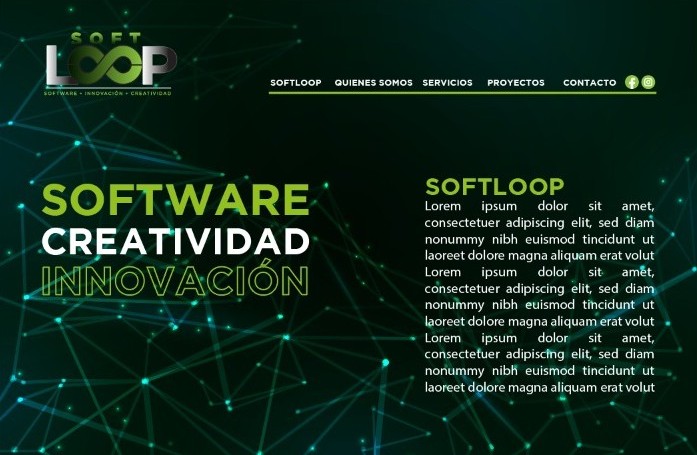 SOFT
LOOP
SOFTWARE • INNOVACIÓN • CREATIVIDAD
SOFTLOOP QUIENES SOMOS SERVICIOS PROYECTOS CONTACTO
SOFTWARE
CREATIVIDAD
INNOVACIÓN
SOFTLOOP
Lorem ipsum dolor sit amet,
consectetuer adipiscing elit, sed diam
nonummy nibh euismod tincidunt ut
laoreet dolore magna aliquam erat volut
Lorem ipsum dolor sit amet,
consectetuer adipiscing elit, sed diam
nonummy nibh euismod tincidunt ut
laoreet dolore magna aliquam erat volut
Lorem ipsum dolor sit amet,
consectetuer adipiscing elit, sed diam
nonummy nibh euismod tincidunt ut
laoreet dolore magna aliquam erat volut